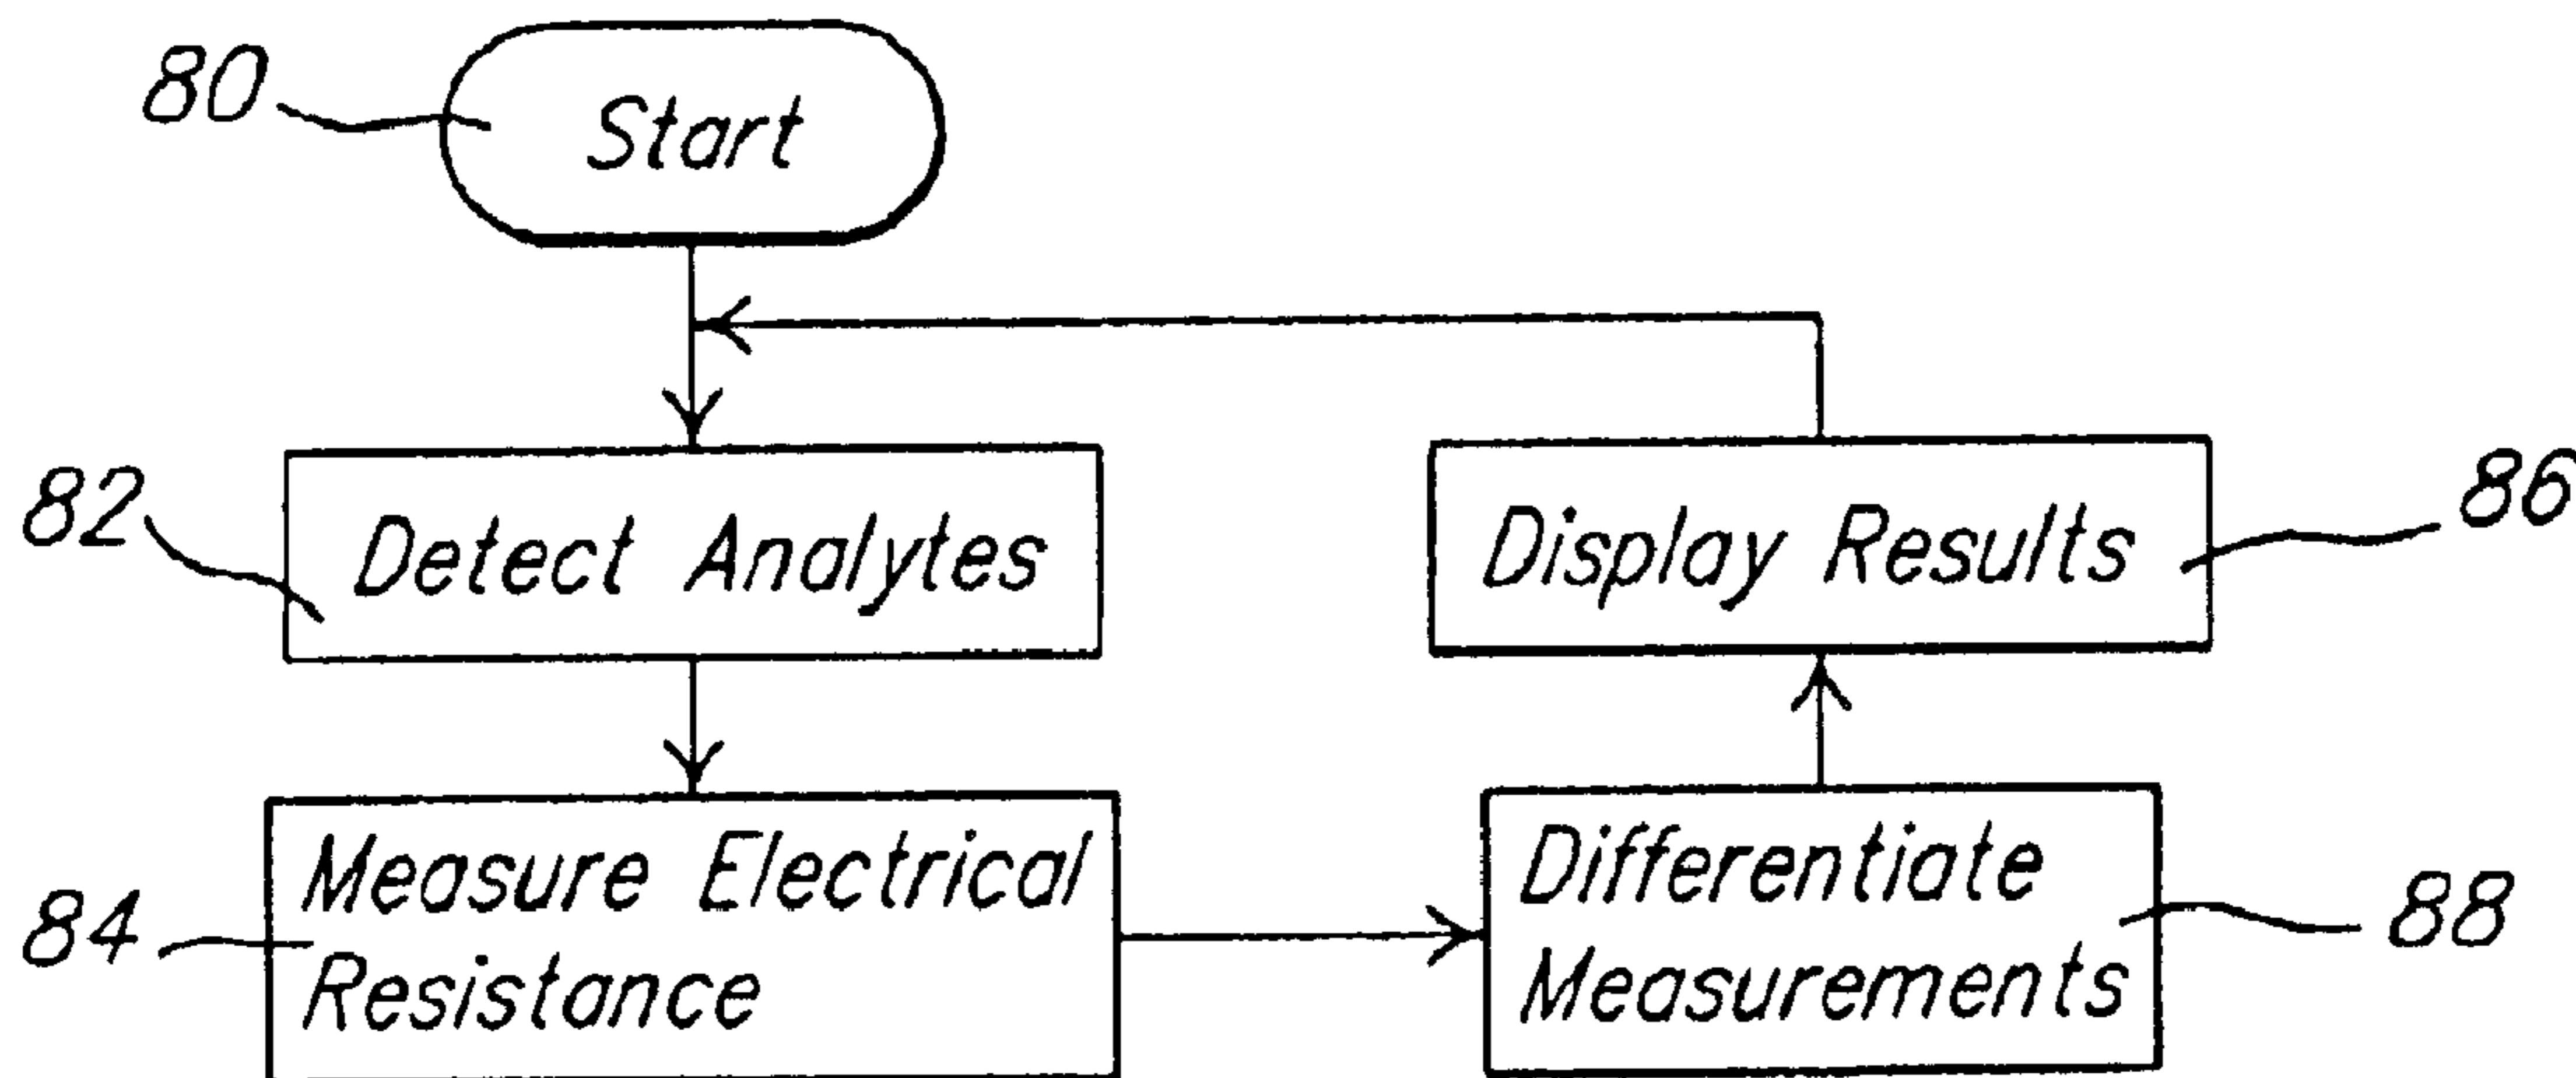 80
Start
82
Detect Analytes
Display Results
86
84
Measure Electrical
Resistance
Differentiate
Measurements
88